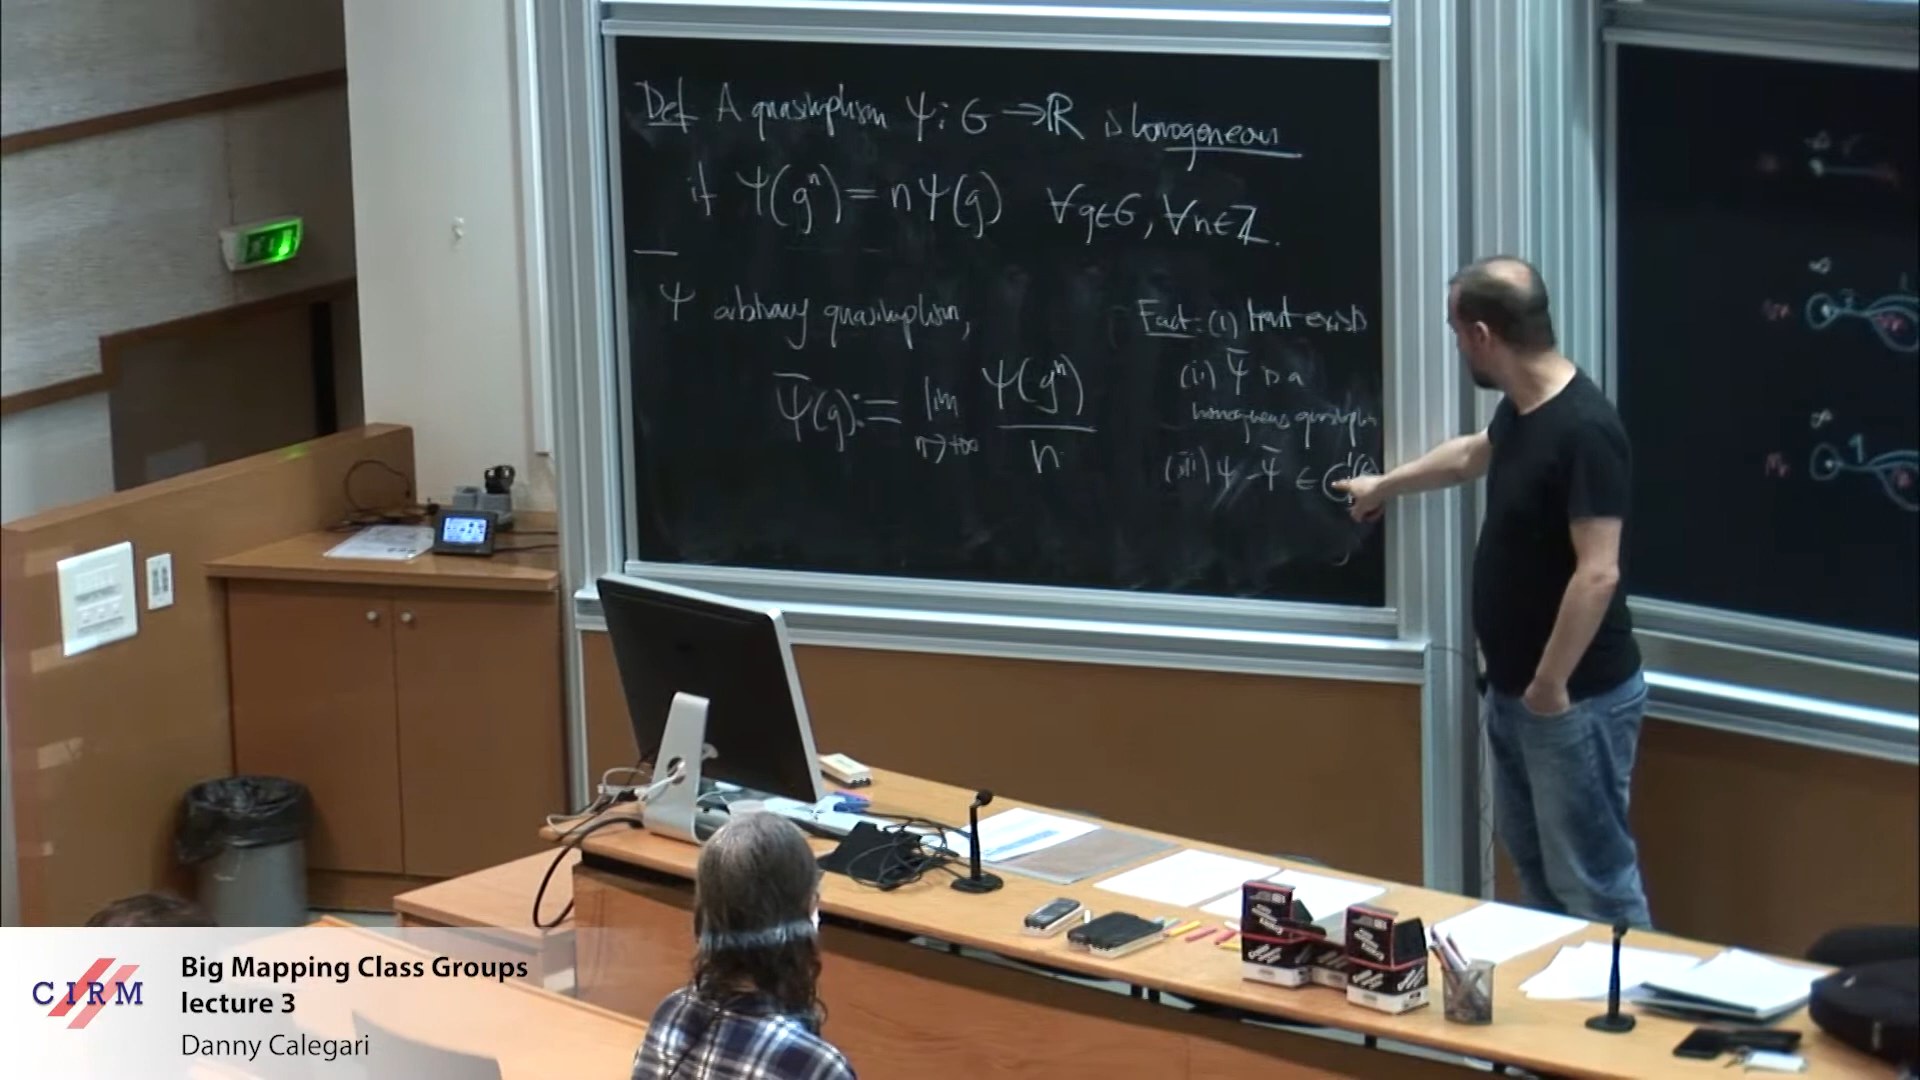 Def A quasimorphism Ψ: G → ℝ is homogeneous
if Ψ(gⁿ) = nΨ(g) ∀g∈G, ∀n∈ℤ.
Ψ arbitrary quasimorphism,
Ψ̄(g) := lim n→+∞ Ψ(gⁿ)/n
Fact: (i) limit exists
(ii) Ψ̄ is a
homogeneous quasimorphism
(iii) Ψ - Ψ̄ ∈ C
CIRM
Big Mapping Class Groups
lecture 3
Danny Calegari